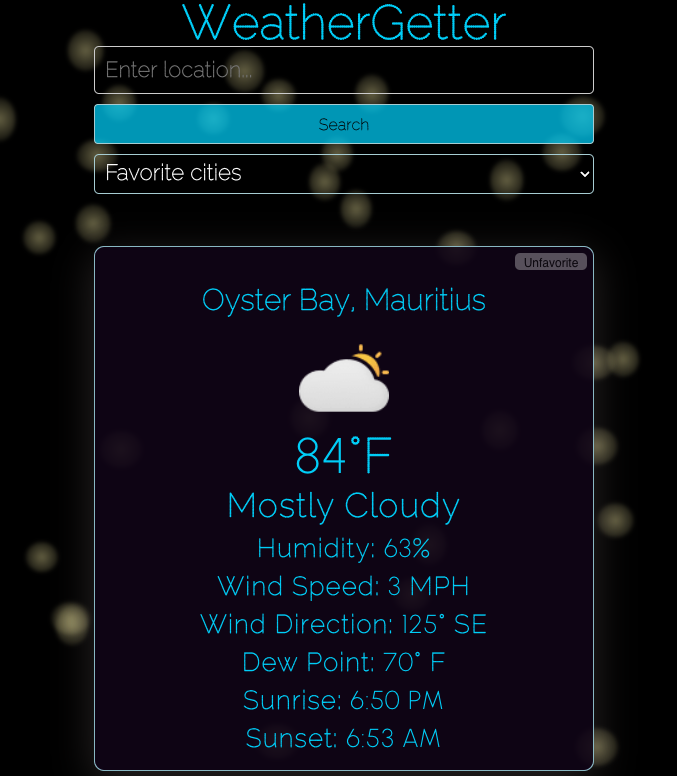 WeatherGetter
Enter location...
Search
Favorite cities
Unfavorite
Oyster Bay, Mauritius
84°F
Mostly Cloudy
Humidity: 63%
Wind Speed: 3 MPH
Wind Direction: 125° SE
Dew Point: 70° F
Sunrise: 6:50 PM
Sunset: 6:53 AM